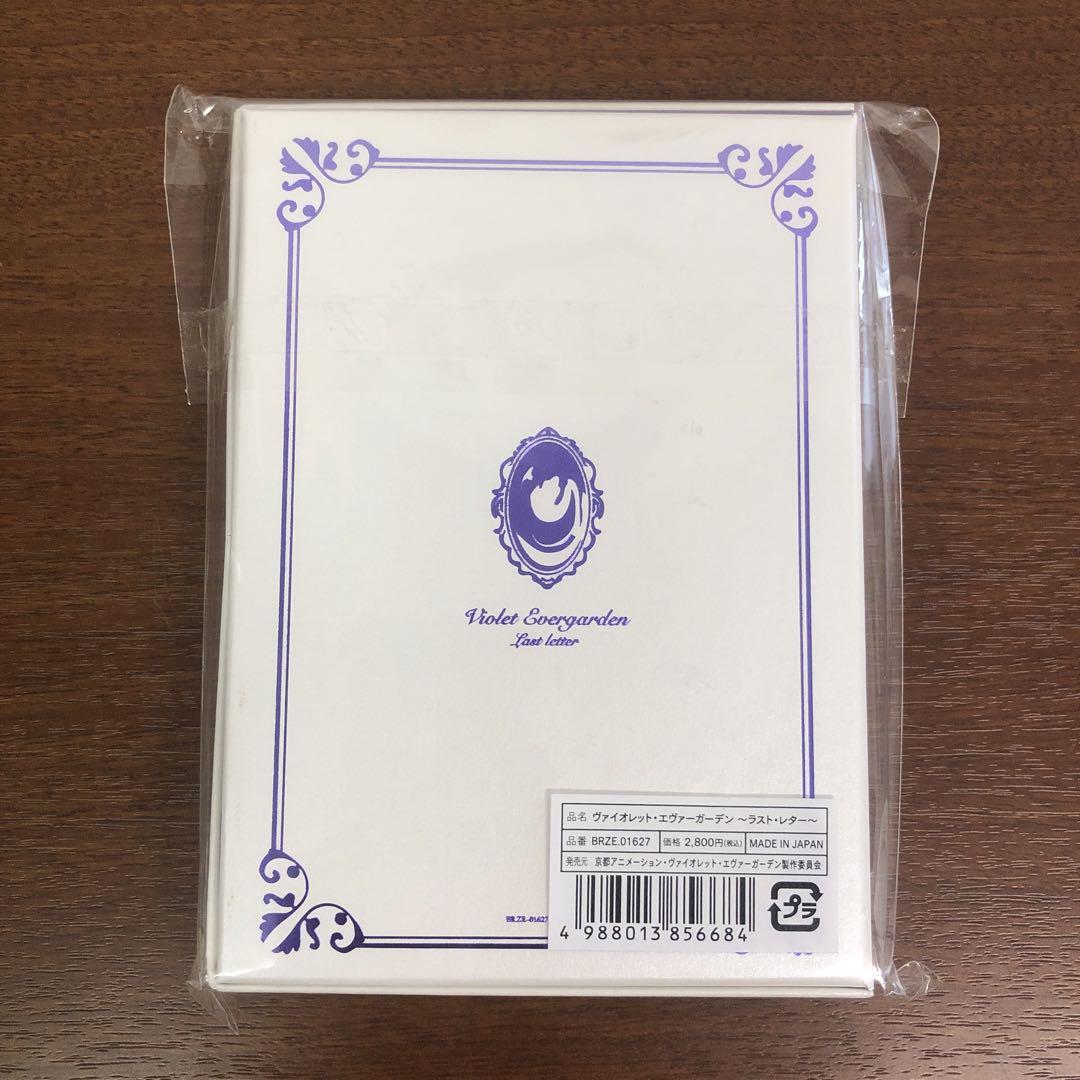 Violet Evergarden
Last letter
品名 ヴァイオレット・エヴァーガーデン 〜ラスト・レター〜
品番 BRZE.01627 価格 2,800円(税込) MADE IN JAPAN
発売元 京都アニメーション・ヴァイオレット・エヴァーガーデン製作委員会
プラ
BRZE-01627
4 988013 856684